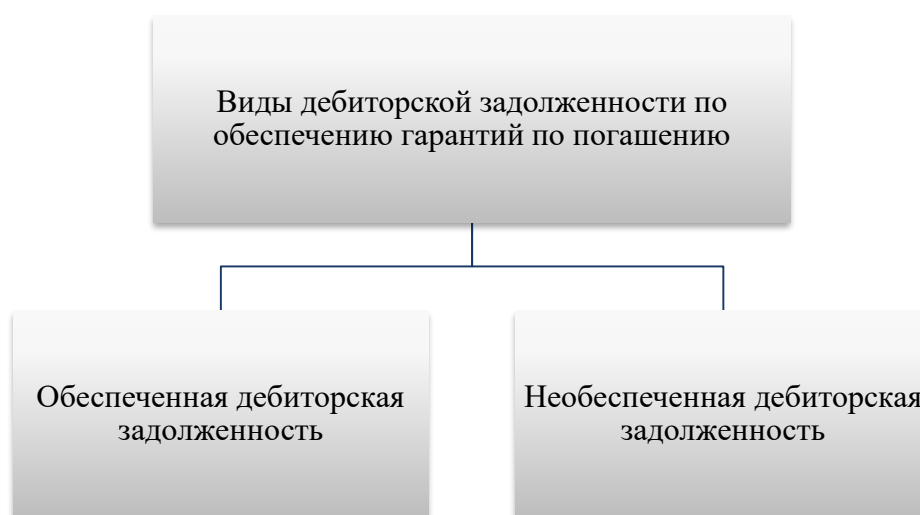 Виды дебиторской задолженности по
обеспечению гарантий по погашению
Обеспеченная дебиторская
задолженность
Необеспеченная дебиторская
задолженность